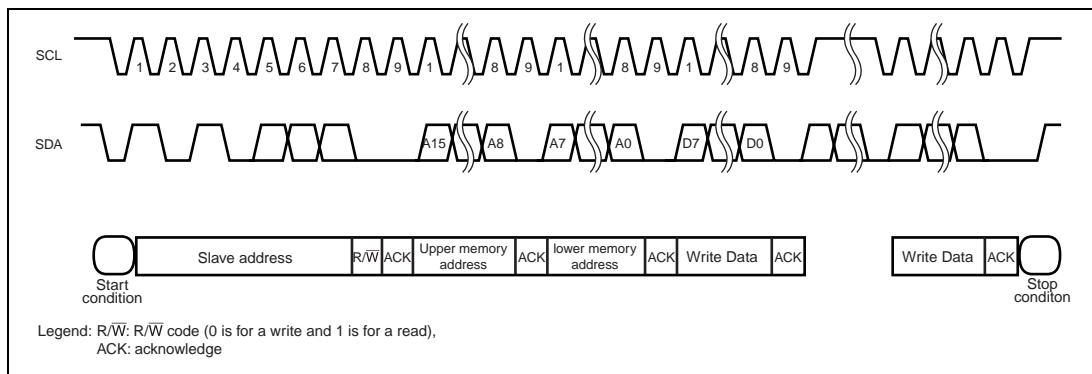 SCL
1 2 3 4 5 6 7 8 9 1 8 9 1 8 9 1 8 9
SDA
A15 A8 A7 A0 D7 D0
Slave address R/W̅ ACK Upper memory address ACK lower memory address ACK Write Data ACK Write Data ACK
Start condition
Stop conditon
Legend: R/W̅: R/W̅ code (0 is for a write and 1 is for a read),
ACK: acknowledge